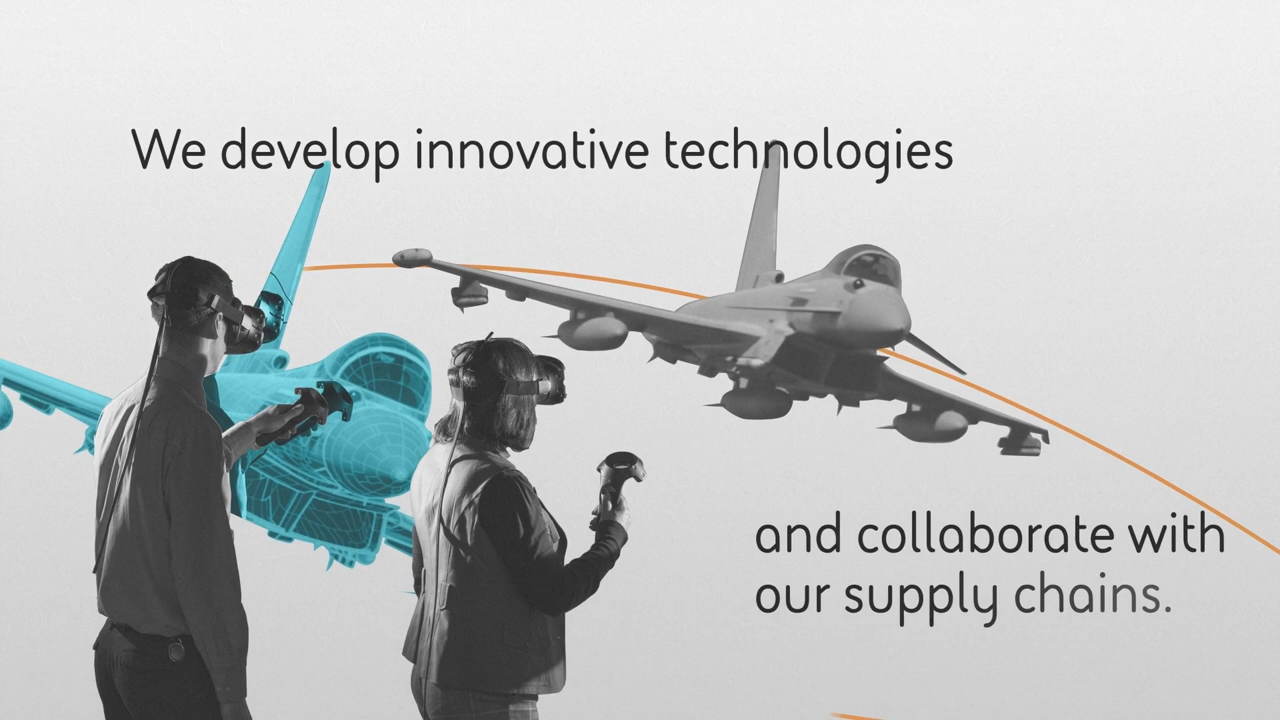 We develop innovative technologies
and collaborate with
our supply chains.